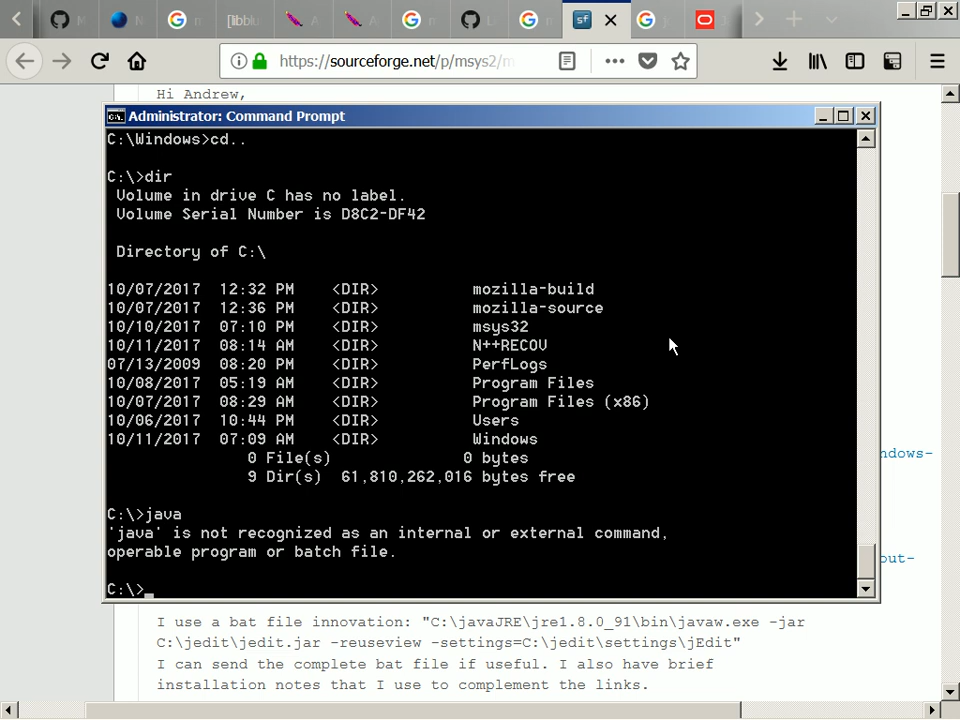 M
N
m
[libblu
A
A
m
L
m
sf
https://sourceforge.net/p/msys2/m
Hi Andrew,
Administrator: Command Prompt
C:\Windows>cd..
C:\>dir
Volume in drive C has no label.
Volume Serial Number is D8C2-DF42
Directory of C:\
10/07/2017 12:32 PM <DIR> mozilla-build
10/07/2017 12:36 PM <DIR> mozilla-source
10/10/2017 07:10 PM <DIR> msys32
10/11/2017 08:14 AM <DIR> N++RECOV
07/13/2009 08:20 PM <DIR> PerfLogs
10/08/2017 05:19 AM <DIR> Program Files
10/07/2017 08:29 AM <DIR> Program Files (x86)
10/06/2017 10:44 PM <DIR> Users
10/11/2017 07:09 AM <DIR> Windows
0 File(s) 0 bytes
9 Dir(s) 61,810,262,016 bytes free
ndows-
C:\>java
'java' is not recognized as an internal or external command,
operable program or batch file.
out-
C:\>_
I use a bat file innovation: "C:\javaJRE\jre1.8.0_91\bin\javaw.exe -jar
C:\jedit\jedit.jar -reuseview -settings=C:\jedit\settings\jEdit"
I can send the complete bat file if useful. I also have brief
installation notes that I use to complement the links.